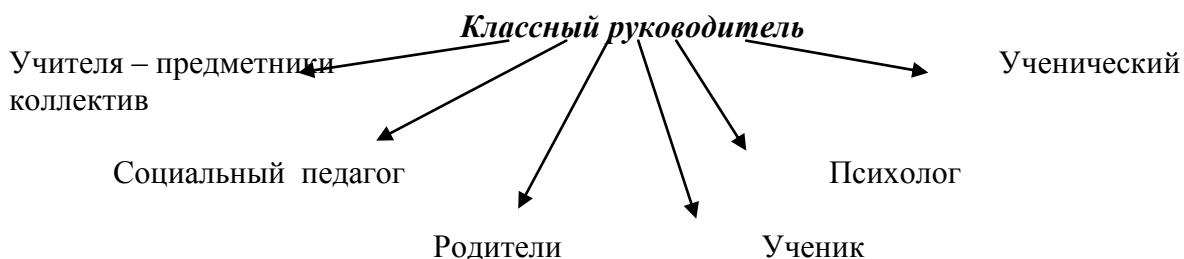 Классный руководитель
Учителя – предметники Ученический
коллектив
Социальный педагог Психолог
Родители Ученик